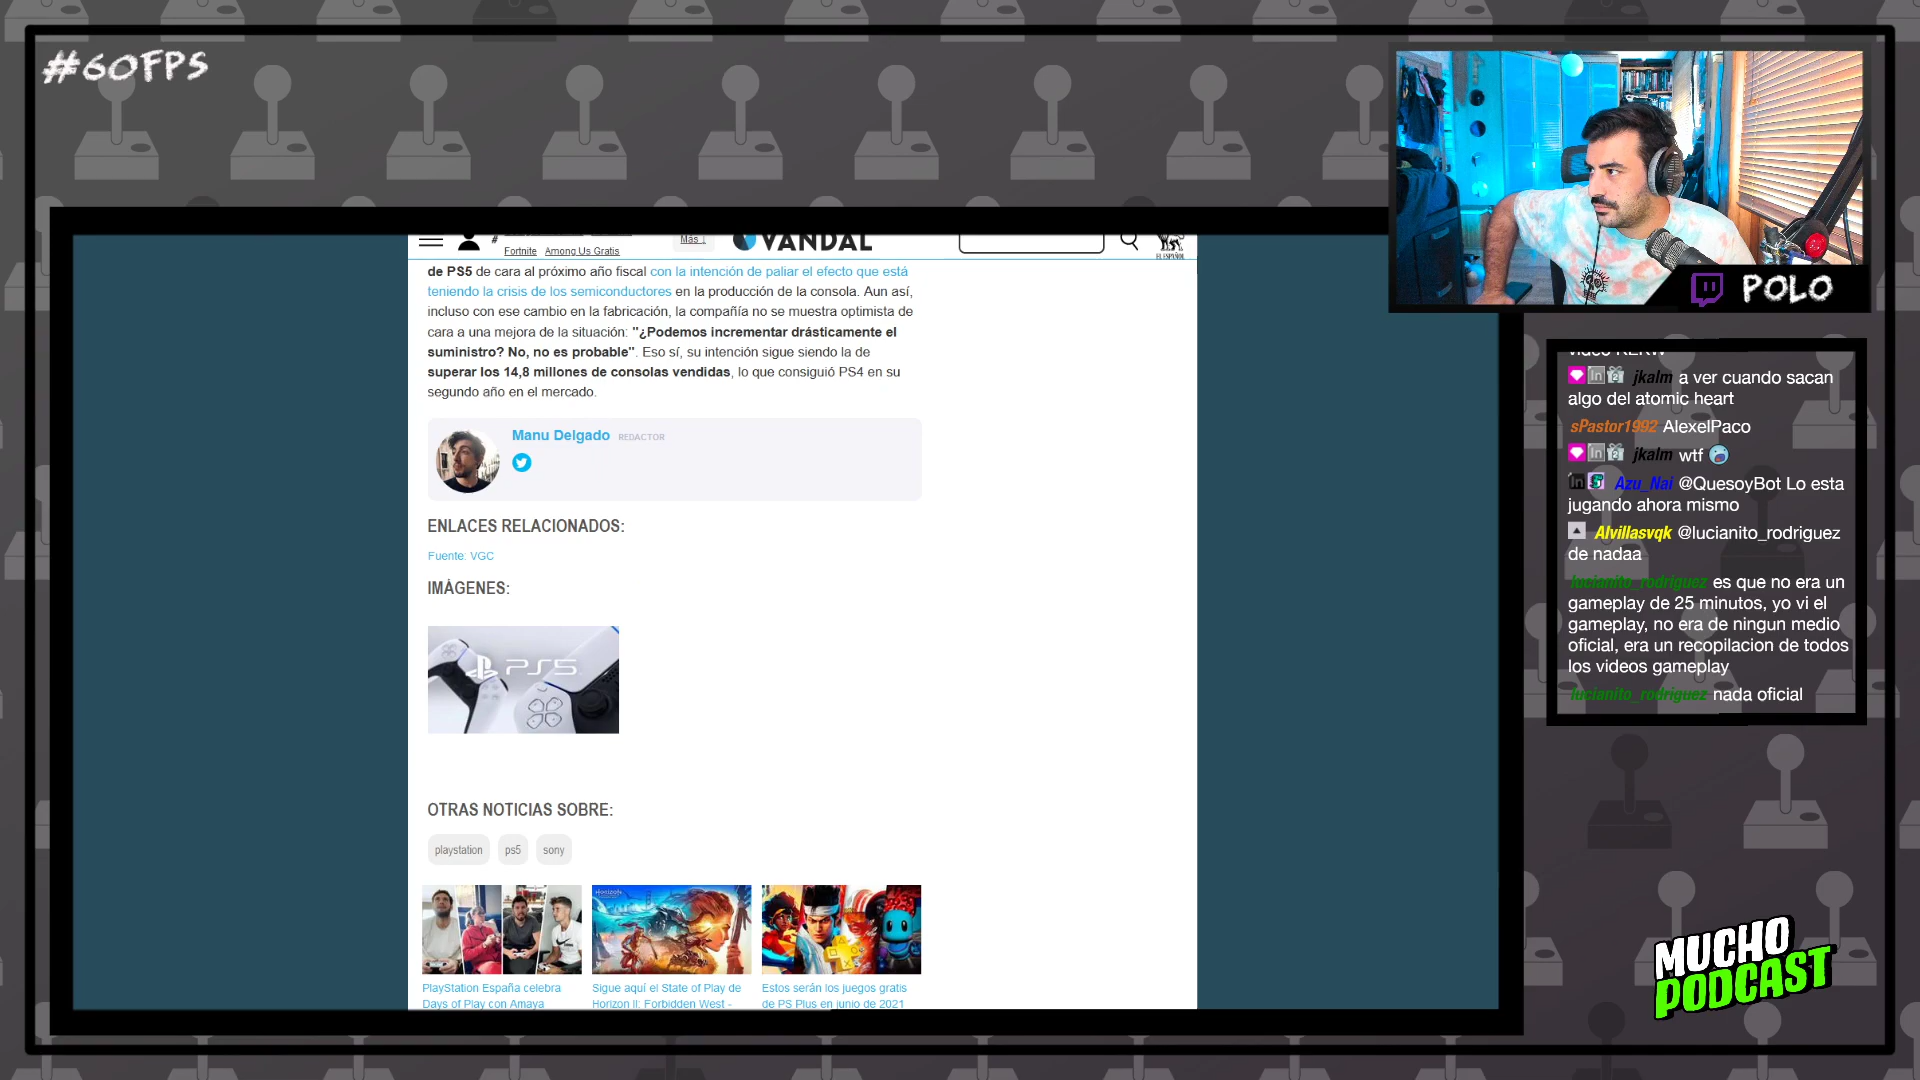 #60FPS
Más ↓
VANDAL
#
Fortnite Among Us Gratis
EL ESPAÑOL
de PS5 de cara al próximo año fiscal con la intención de paliar el efecto que está
teniendo la crisis de los semiconductores en la producción de la consola. Aun así,
incluso con ese cambio en la fabricación, la compañía no se muestra optimista de
cara a una mejora de la situación: "¿Podemos incrementar drásticamente el
suministro? No, no es probable". Eso sí, su intención sigue siendo la de
superar los 14,8 millones de consolas vendidas, lo que consiguió PS4 en su
segundo año en el mercado.
Manu Delgado REDACTOR
ENLACES RELACIONADOS:
Fuente: VGC
IMÁGENES:
PS5
OTRAS NOTICIAS SOBRE:
playstation ps5 sony
PlayStation España celebra
Days of Play con Amaya
Sigue aquí el State of Play de
Horizon II: Forbidden West -
Estos serán los juegos gratis
de PS Plus en junio de 2021
POLO
jkalm a ver cuando sacan
algo del atomic heart
sPastor1992 AlexelPaco
jkalm wtf
Azu_Nai @QuesoyBot Lo esta
jugando ahora mismo
Alvillasvqk @lucianito_rodriguez
de nadaa
lucianito_rodriguez es que no era un
gameplay de 25 minutos, yo vi el
gameplay, no era de ningun medio
oficial, era un recopilacion de todos
los videos gameplay
lucianito_rodriguez nada oficial
MUCHO
PODCAST